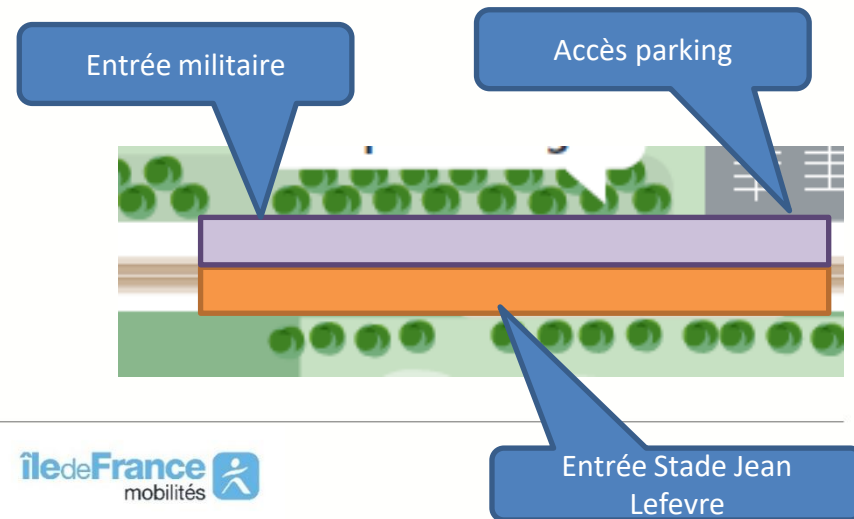 Entrée militaire
Accès parking
îledeFrance
mobilités
Entrée Stade Jean
Lefevre